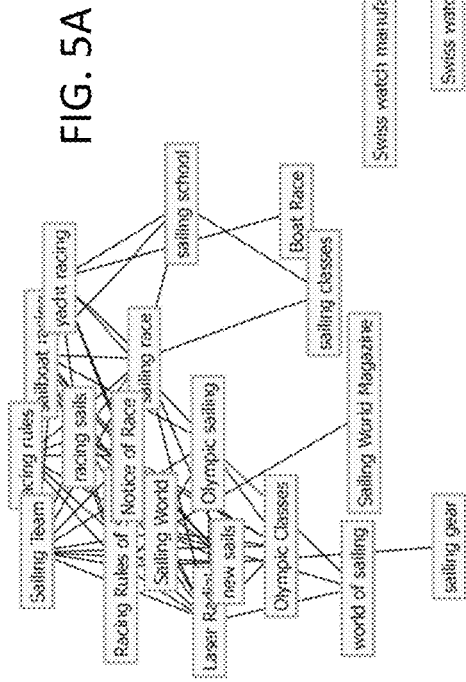 FIG. 5A
Sailing Team
acing rules
sailboat
yacht racing
racing sails
Racing Rules of
Notice of Race
sailing race
sailing school
Sailing World
Laser
new sails
Olympic sailing
Olympic Classes
sailing classes
Boat Race
world of sailing
Sailing World Magazine
Swiss watch manufa
sailing gear
Swiss watc